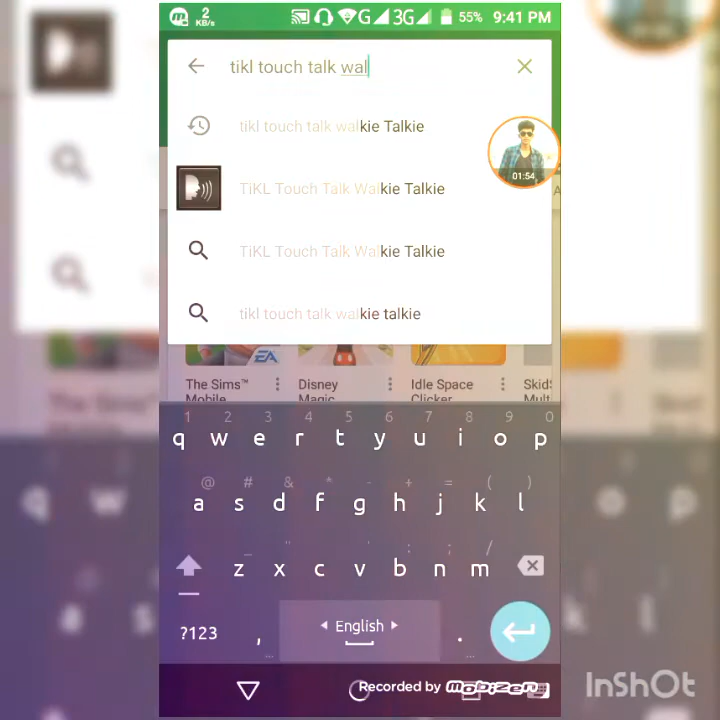 2 KB/s G 3G 55% 9:41 PM
tikl touch talk wal
tikl touch talk walkie Talkie
TiKL Touch Talk Walkie Talkie
01:54
TiKL Touch Talk Walkie Talkie
tikl touch talk walkie talkie
EA
The Sims™ Mobile
Disney Magic
Idle Space Clicker
1 2 3 4 5 6 7 8 9 0
q w e r t y u i o p
@ # & * - + = ( )
a s d f g h j k l
_ " ' : ; /
z x c v b n m
?123 , English .
Recorded by MOBIZEN
InShOt